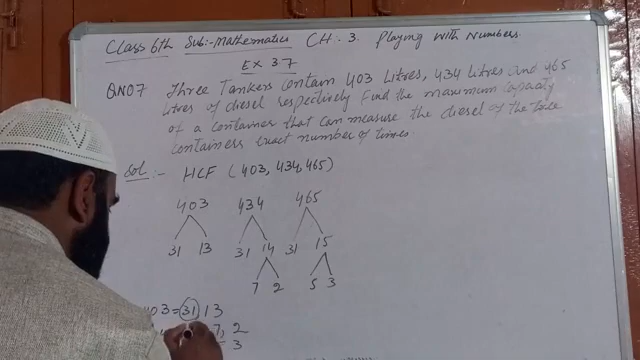 Class 6th Sub:- Mathematics CH:3. Playing with Numbers.
EX 3.7
QN07 Three Tankers contain 403 Litres, 434 Litres and 465
Litres of diesel respectively Find the maximum Capacity
of a Container that can measure the diesel of the
Containers exact number of times
Sol :- HCF (403, 434, 465)
403 434 465
31 13 31 14 31 15
7 2 5 3
03 = 31 13
7, 2
3